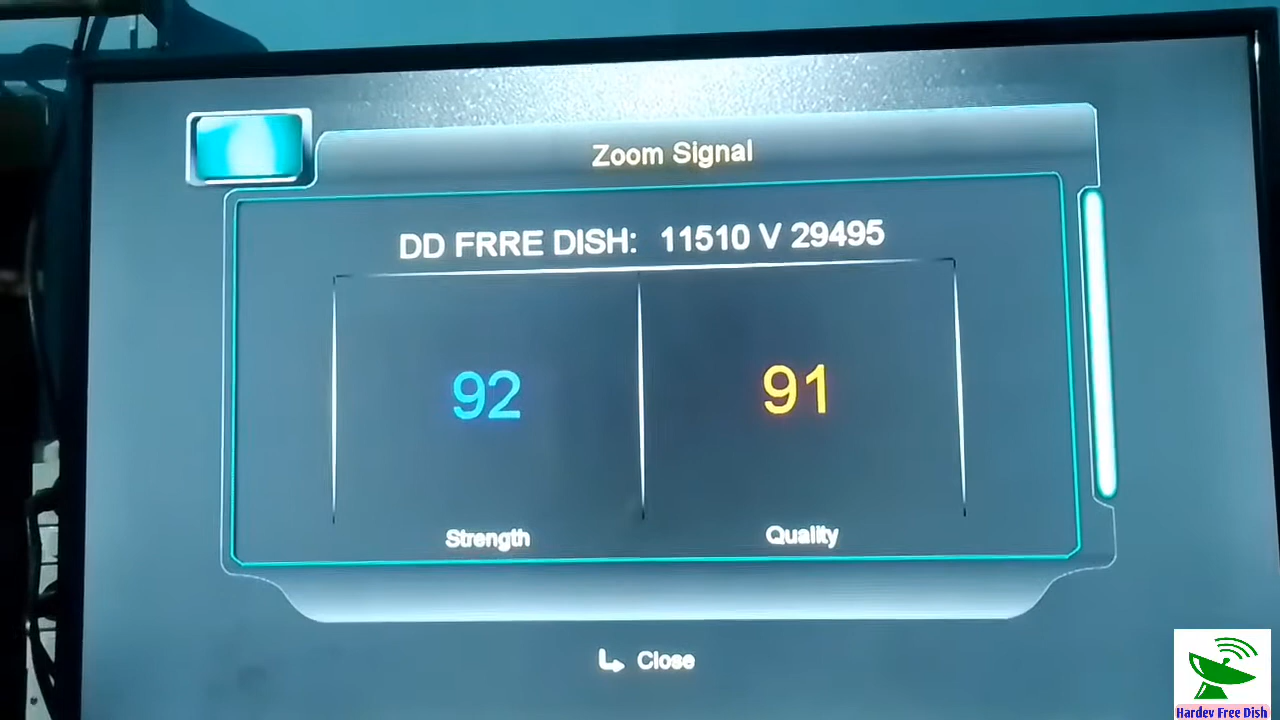 Zoom Signal
DD FRRE DISH: 11510 V 29495
92
91
Strength
Quality
Close
Hardev Free Dish